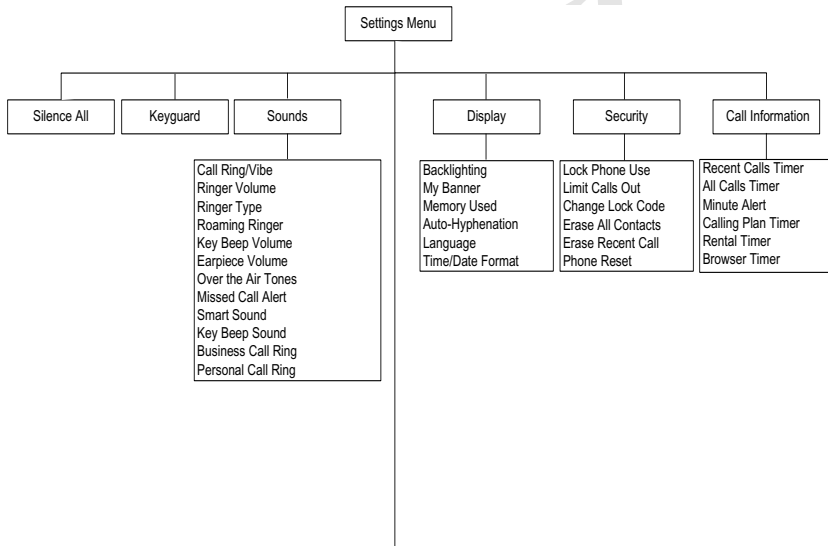 Settings Menu
Silence All
Keyguard
Sounds
Display
Security
Call Information
Call Ring/Vibe
Ringer Volume
Ringer Type
Roaming Ringer
Key Beep Volume
Earpiece Volume
Over the Air Tones
Missed Call Alert
Smart Sound
Key Beep Sound
Business Call Ring
Personal Call Ring
Backlighting
My Banner
Memory Used
Auto-Hyphenation
Language
Time/Date Format
Lock Phone Use
Limit Calls Out
Change Lock Code
Erase All Contacts
Erase Recent Call
Phone Reset
Recent Calls Timer
All Calls Timer
Minute Alert
Calling Plan Timer
Rental Timer
Browser Timer